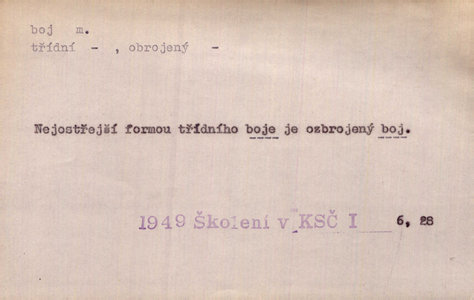 boj m.
třídní - , obrojený -
Nejostřejší formou třídního boje je ozbrojený boj.
1949 Školení v KSČ I 6, 28